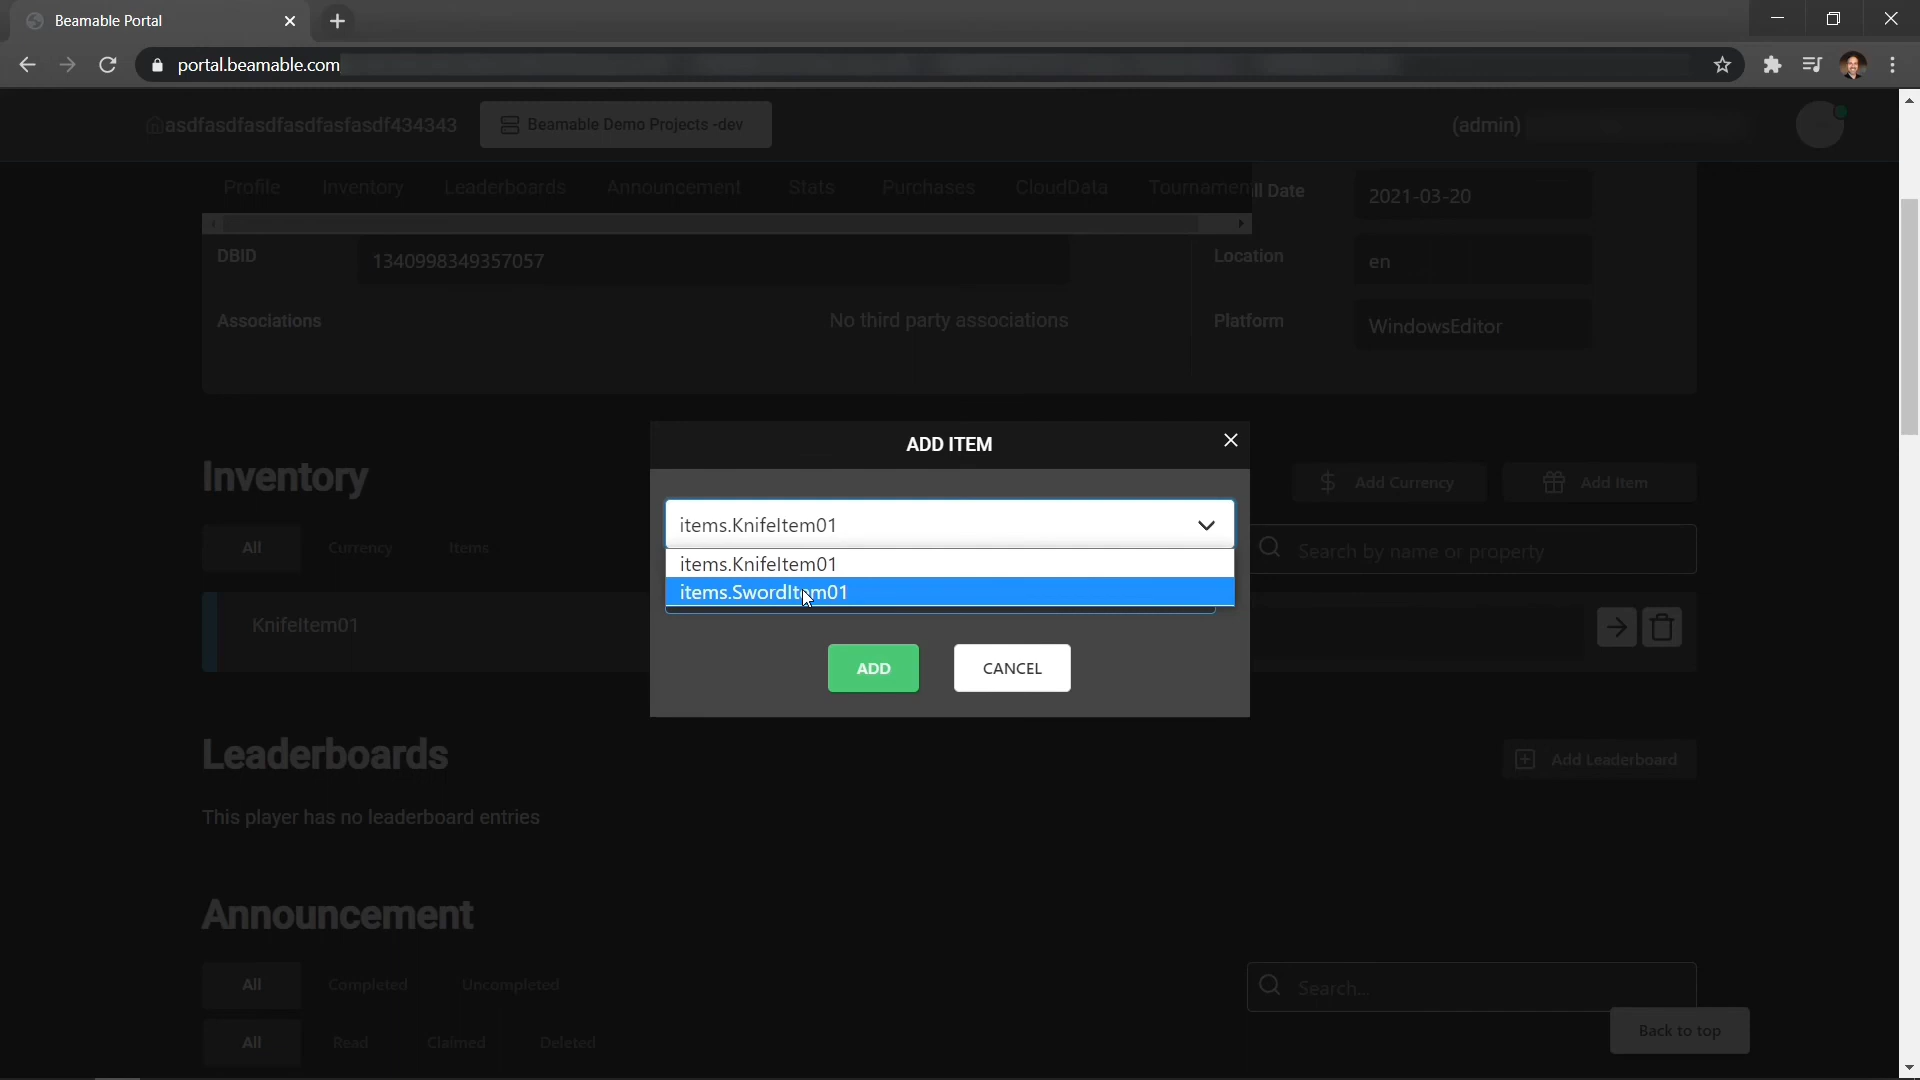 Beamable Portal
portal.beamable.com
asdfasdfasdfasdfasfasdf434343
Beamable Demo Projects -dev
(admin)
Profile
Inventory
Leaderboards
Announcement
Stats
Purchases
CloudData
Tournamen
ll Date
2021-03-20
DBID
1340998349357057
Location
en
Associations
No third party associations
Platform
WindowsEditor
ADD ITEM
Inventory
Add Currency
Add Item
items.KnifeItem01
All
Currency
Items
Search by name or property
items.KnifeItem01
items.SwordItem01
KnifeItem01
ADD
CANCEL
Leaderboards
Add Leaderboard
This player has no leaderboard entries
Announcement
All
Completed
Uncompleted
Search...
Back to top
All
Read
Claimed
Deleted